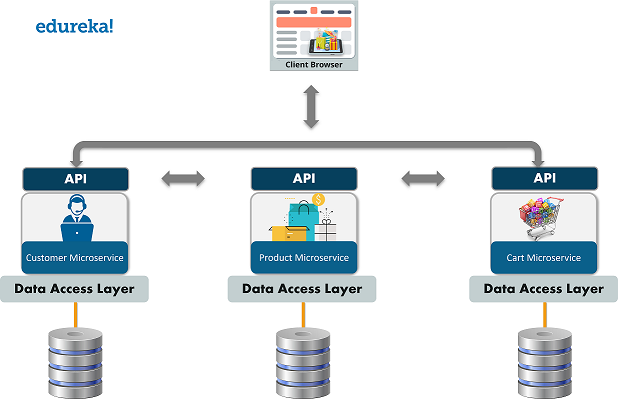 edureka!
Client Browser
API
API
API
Customer Microservice
Product Microservice
Cart Microservice
Data Access Layer
Data Access Layer
Data Access Layer